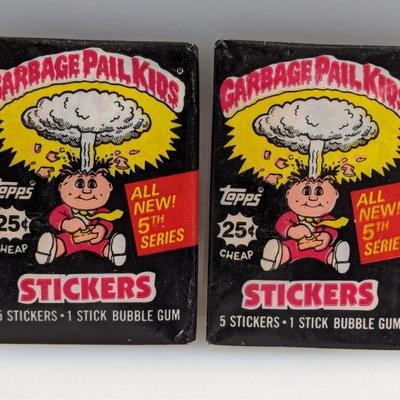 GARBAGE PAIL KIDS
topps
25¢
CHEAP
ALL
NEW!
5TH
SERIES
STICKERS
5 STICKERS • 1 STICK BUBBLE GUM
GARBAGE PAIL KIDS
topps
25¢
CHEAP
ALL
NEW!
5TH
SERIES
STICKERS
5 STICKERS • 1 STICK BUBBLE GUM